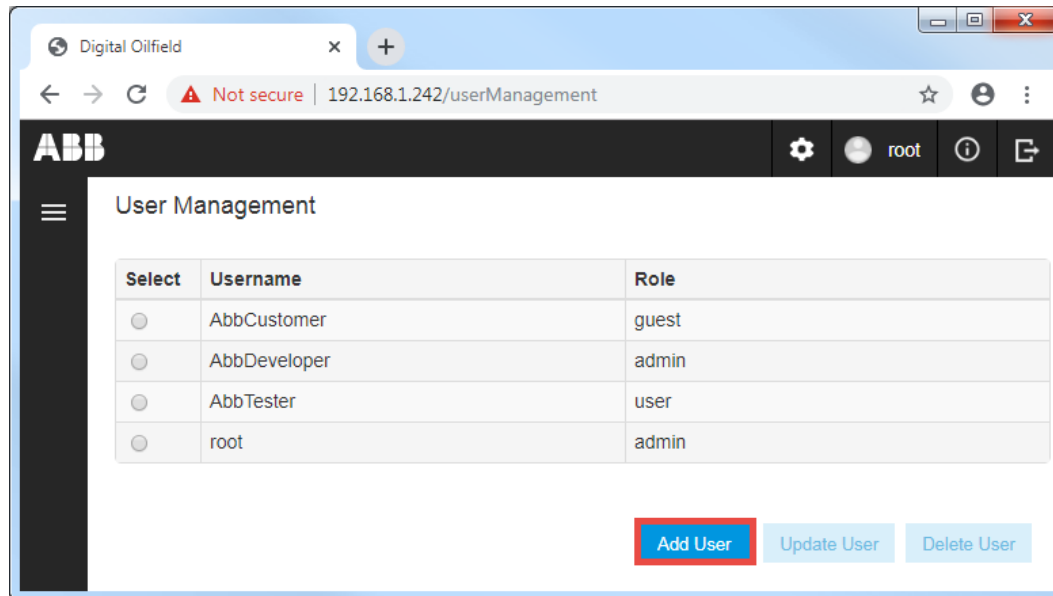 Digital Oilfield
Not secure | 192.168.1.242/userManagement
ABB
root
User Management
Select Username Role
AbbCustomer guest
AbbDeveloper admin
AbbTester user
root admin
Add User Update User Delete User